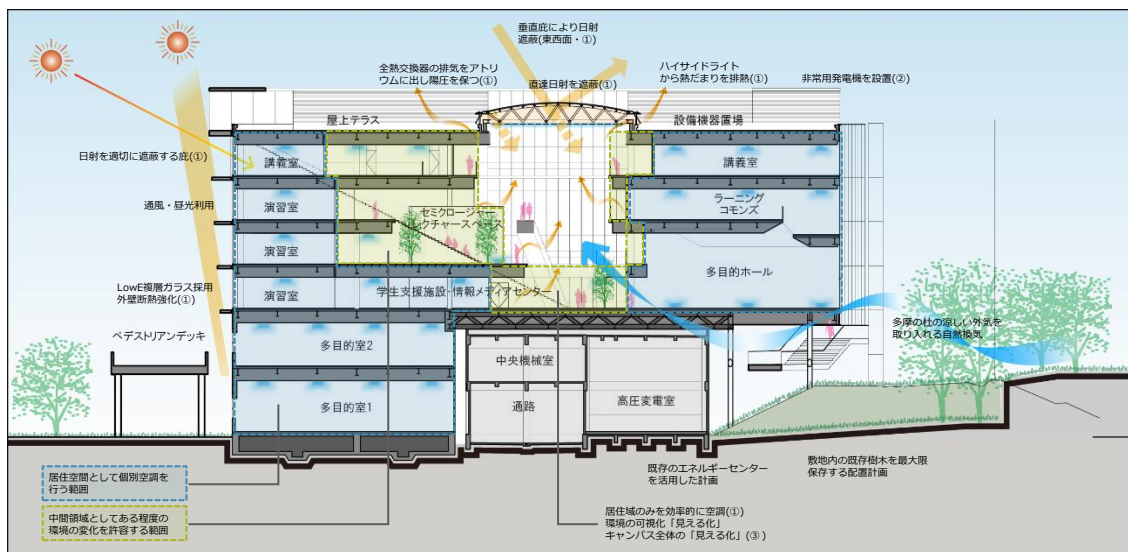 垂直庇により日射
遮蔽(東西面・①)
全熱交換器の排気をアトリ
ウムに出し陽圧を保つ(①)
直達日射を遮蔽(①)
ハイサイドライト
から熱だまりを排熱(①)
非常用発電機を設置(②)
屋上テラス
設備機器置場
日射を適切に遮蔽する庇(①)
講義室
講義室
通風・昼光利用
演習室
セミクロージャー
レクチャースペース
ラーニング
コモンズ
演習室
多目的ホール
LowE複層ガラス採用
外壁断熱強化(①)
演習室
学生支援施設・情報メディアセンター
多摩の杜の涼しい外気を
取り入れる自然換気
ペデストリアンデッキ
多目的室2
中央機械室
多目的室1
通路
高圧変電室
既存のエネルギーセンター
を活用した計画
敷地内の既存樹木を最大限
保存する配置計画
居住空間として個別空調を
行う範囲
中間領域としてある程度の
環境の変化を許容する範囲
居住域のみを効率的に空調(①)
環境の可視化「見える化」
キャンパス全体の「見える化」(③)